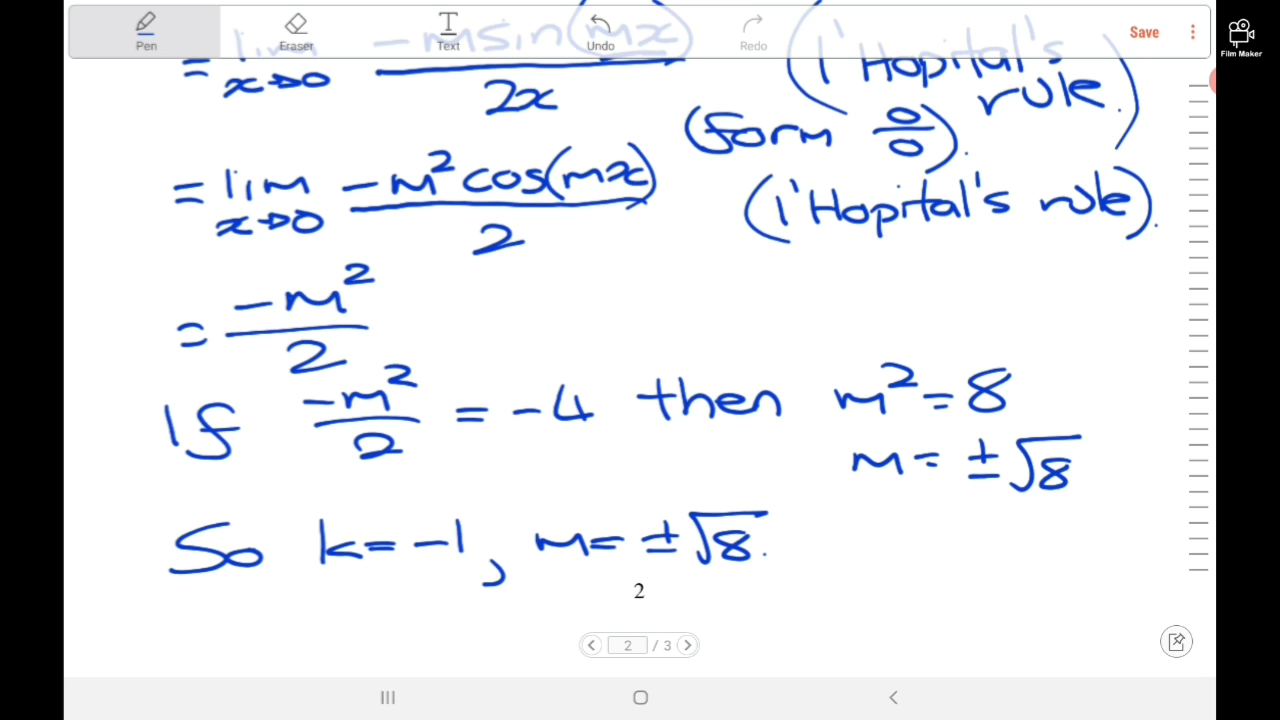 Pen Eraser Text Undo Redo Save Film Maker
= lim x→0 -m sin(mx) / 2x (l'Hopital's rule.)
(form 0/0).
= lim x→0 -m² cos(mx) / 2 (l'Hopital's rule).
= -m² / 2
If -m² / 2 = -4 then m² = 8
m = ±√8
So k = -1, m = ±√8.
2
2 / 3